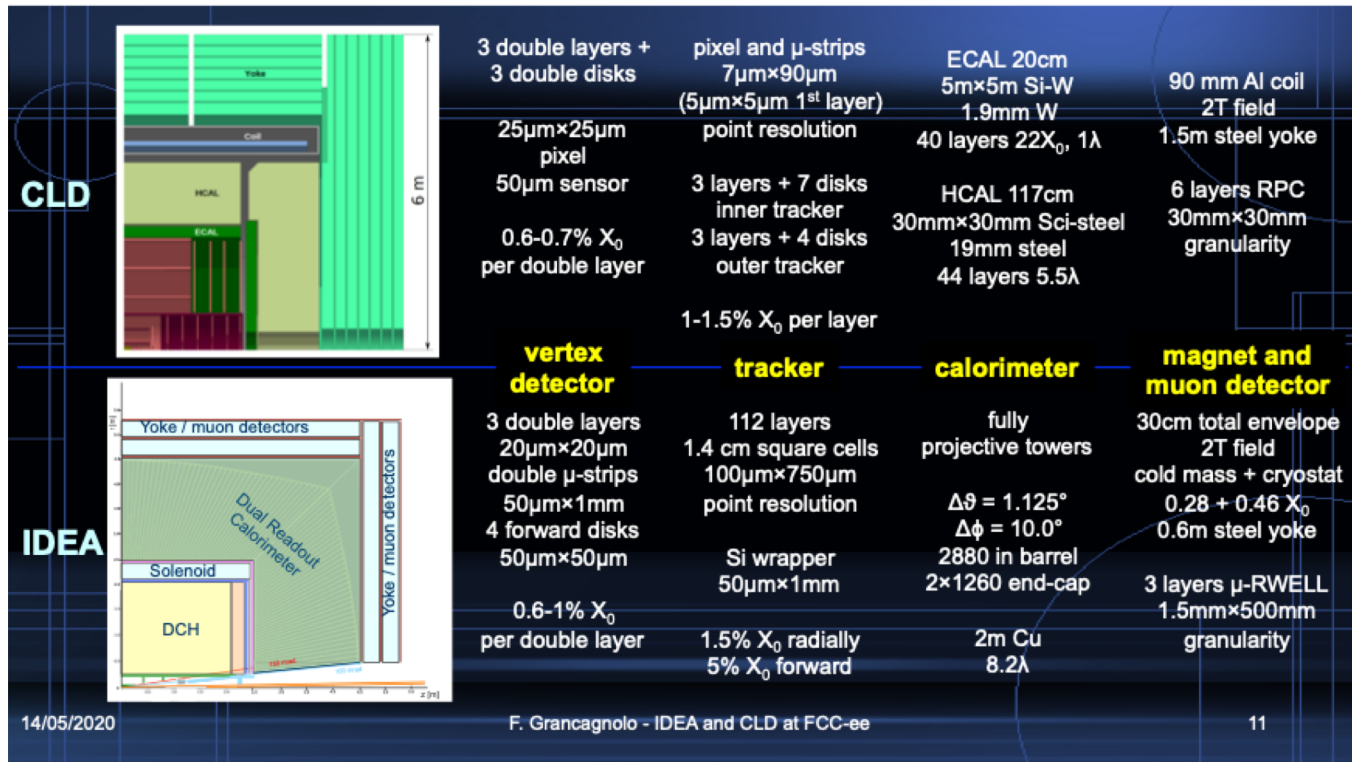 CLD
Yoke
Coil
HCAL
ECAL
6 m
3 double layers +
3 double disks
25µm×25µm
pixel
50µm sensor
0.6-0.7% X₀
per double layer
pixel and µ-strips
7µm×90µm
(5µm×5µm 1ˢᵗ layer)
point resolution
3 layers + 7 disks
inner tracker
3 layers + 4 disks
outer tracker
1-1.5% X₀ per layer
ECAL 20cm
5m×5m Si-W
1.9mm W
40 layers 22X₀, 1λ
HCAL 117cm
30mm×30mm Sci-steel
19mm steel
44 layers 5.5λ
90 mm Al coil
2T field
1.5m steel yoke
6 layers RPC
30mm×30mm
granularity
vertex
detector
tracker
calorimeter
magnet and
muon detector
IDEA
Yoke / muon detectors
Yoke / muon detectors
Dual Readout
Calorimeter
Solenoid
DCH
z [m]
3 double layers
20µm×20µm
double µ-strips
50µm×1mm
4 forward disks
50µm×50µm
0.6-1% X₀
per double layer
112 layers
1.4 cm square cells
100µm×750µm
point resolution
Si wrapper
50µm×1mm
1.5% X₀ radially
5% X₀ forward
fully
projective towers
Δϑ = 1.125°
Δϕ = 10.0°
2880 in barrel
2×1260 end-cap
2m Cu
8.2λ
30cm total envelope
2T field
cold mass + cryostat
0.28 + 0.46 X₀
0.6m steel yoke
3 layers µ-RWELL
1.5mm×500mm
granularity
14/05/2020
F. Grancagnolo - IDEA and CLD at FCC-ee
11